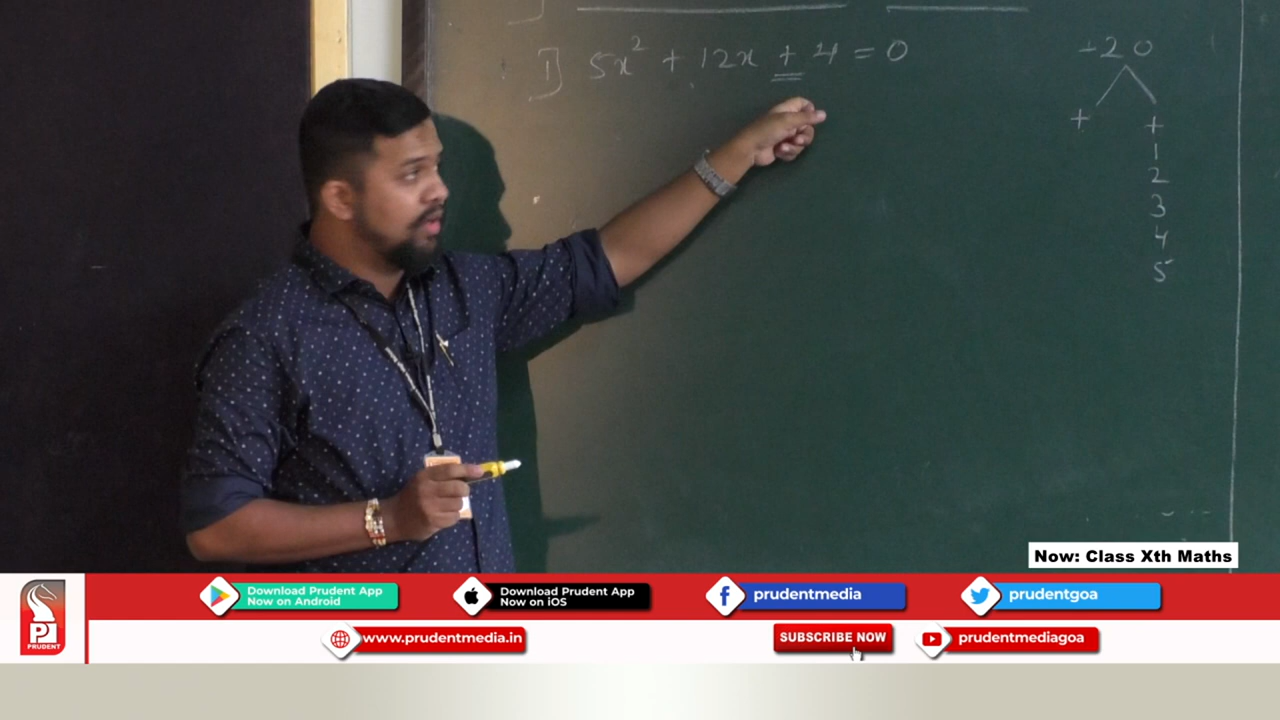 1] 5x² + 12x + 4 = 0
+20
+ +
1
2
3
4
5
Now: Class Xth Maths
Download Prudent App
Now on Android
Download Prudent App
Now on iOS
prudentmedia
prudentgoa
PRUDENT
www.prudentmedia.in
SUBSCRIBE NOW
prudentmediagoa